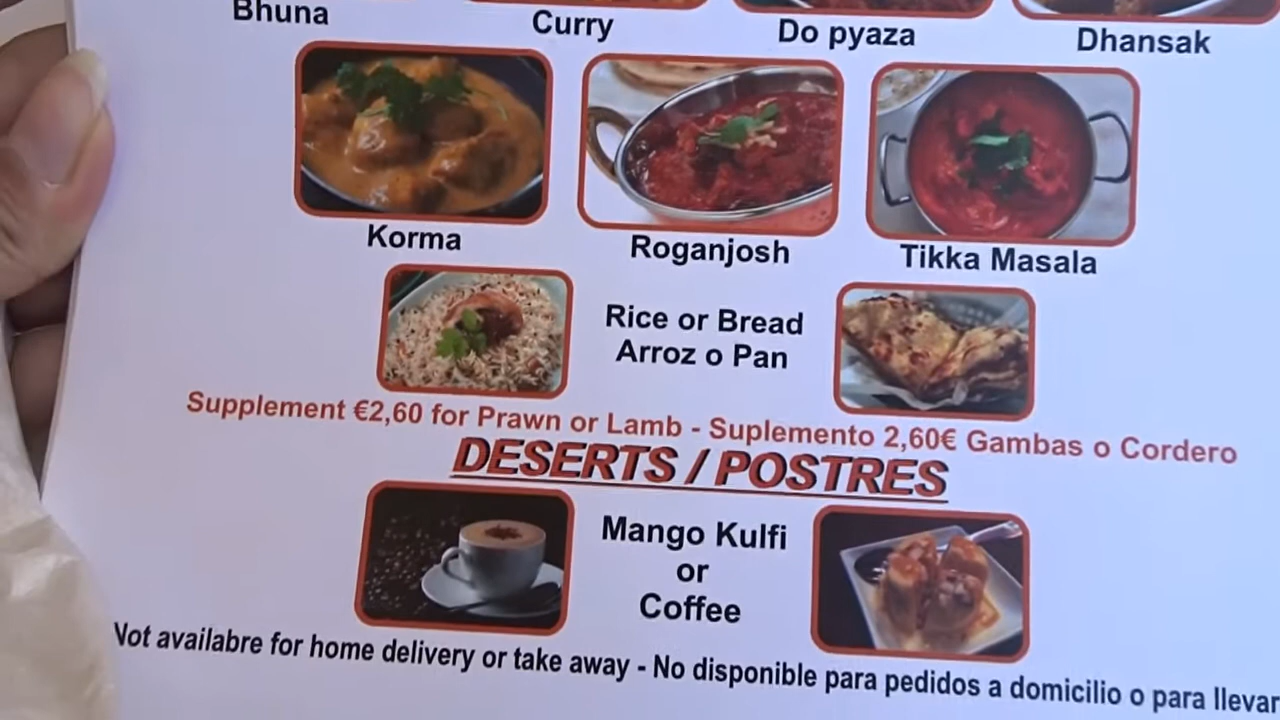 Bhuna
Curry
Do pyaza
Dhansak
Korma
Roganjosh
Tikka Masala
Rice or Bread
Arroz o Pan
Supplement €2,60 for Prawn or Lamb - Suplemento 2,60€ Gambas o Cordero
DESERTS / POSTRES
Mango Kulfi
or
Coffee
Not availabre for home delivery or take away - No disponible para pedidos a domicilio o para llevar